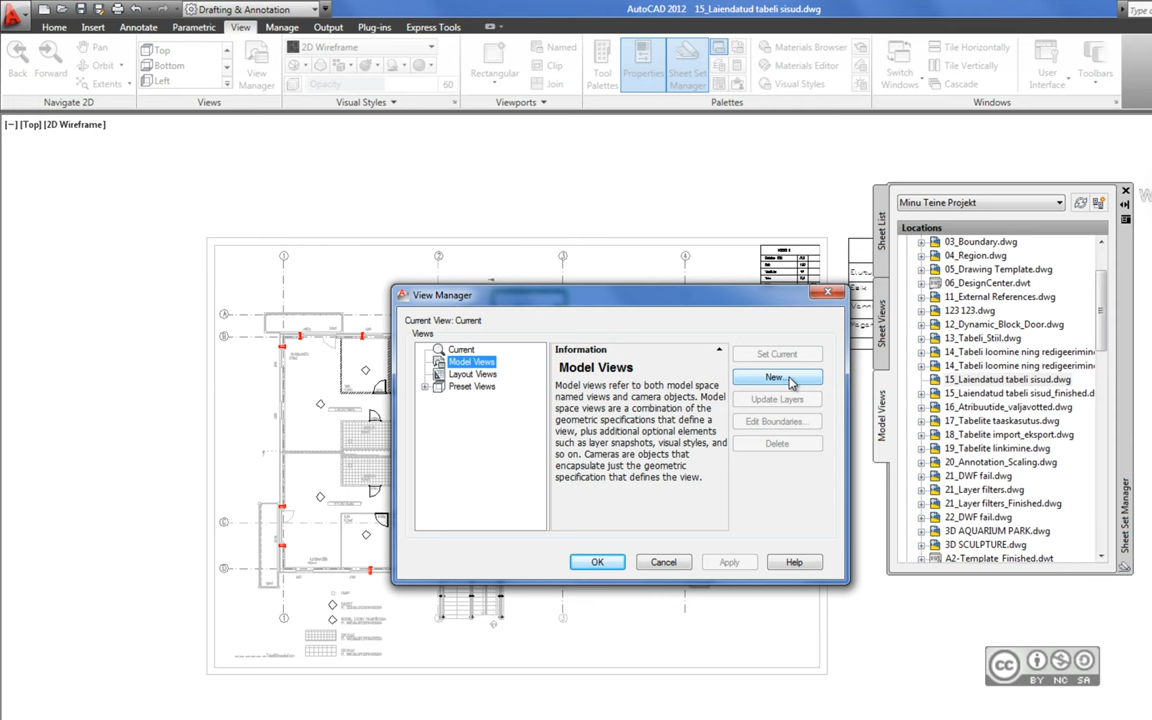 Drafting & Annotation
AutoCAD 2012 15_Laiendatud tabeli sisud.dwg
Type
Home Insert Annotate Parametric View Manage Output Plug-ins Express Tools
Back
Forward
Pan
Orbit
Extents
Navigate 2D
Top
Bottom
Left
View
Manager
Views
2D Wireframe
Opacity 60
Visual Styles
Rectangular
Named
Clip
Join
Viewports
Tool
Palettes
Properties
Sheet Set
Manager
Materials Browser
Materials Editor
Visual Styles
Palettes
Switch
Windows
Tile Horizontally
Tile Vertically
Cascade
Windows
User
Interface
Toolbars
[−] [Top] [2D Wireframe]
1 2 3 4
A
B
C
D
View Manager
Current View: Current
Views
Current
Model Views
Layout Views
Preset Views
Information
Model Views
Model views refer to both model space
named views and camera objects. Model
space views are a combination of the
geometric specifications that define a
view, plus additional optional elements
such as layer snapshots, visual styles, and
so on. Cameras are objects that
encapsulate just the geometric
specification that defines the view.
Set Current
New...
Update Layers
Edit Boundaries...
Delete
OK
Cancel
Apply
Help
Minu Teine Projekt
Sheet List
Sheet Views
Model Views
Sheet Set Manager
Locations
03_Boundary.dwg
04_Region.dwg
05_Drawing Template.dwg
06_DesignCenter.dwt
11_External References.dwg
123 123.dwg
12_Dynamic_Block_Door.dwg
13_Tabeli_Stiil.dwg
14_Tabeli loomine ning redigeerimin
14_Tabeli loomine ning redigeerimin
15_Laiendatud tabeli sisud.dwg
15_Laiendatud tabeli sisud_finished.d
16_Atribuutide_valjavotted.dwg
17_Tabelite taaskasutus.dwg
18_Tabelite import_eksport.dwg
19_Tabelite linkimine.dwg
20_Annotation_Scaling.dwg
21_DWF fail.dwg
21_Layer filters.dwg
21_Layer filters_Finished.dwg
22_DWF fail.dwg
3D AQUARIUM PARK.dwg
3D SCULPTURE.dwg
A2-Template_Finished.dwt
cc
BY NC SA